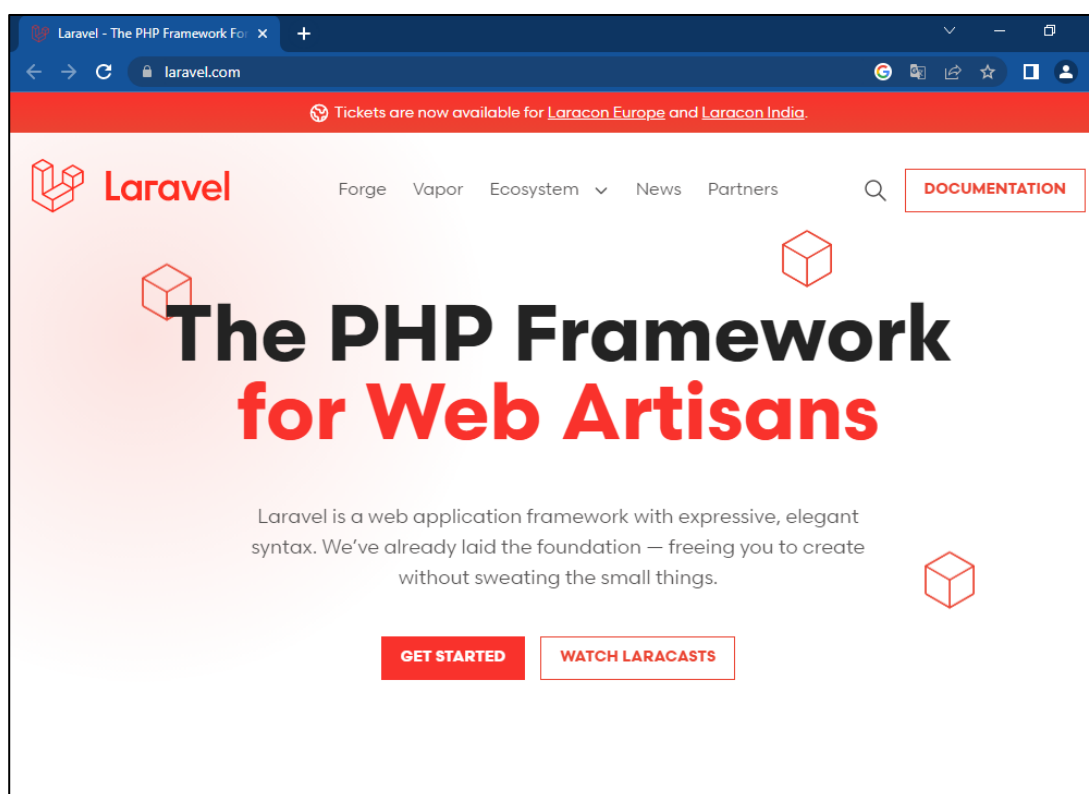 Laravel - The PHP Framework For
laravel.com
Tickets are now available for Laracon Europe and Laracon India.
Laravel
Forge Vapor Ecosystem News Partners
DOCUMENTATION
The PHP Framework
for Web Artisans
Laravel is a web application framework with expressive, elegant
syntax. We've already laid the foundation — freeing you to create
without sweating the small things.
GET STARTED
WATCH LARACASTS